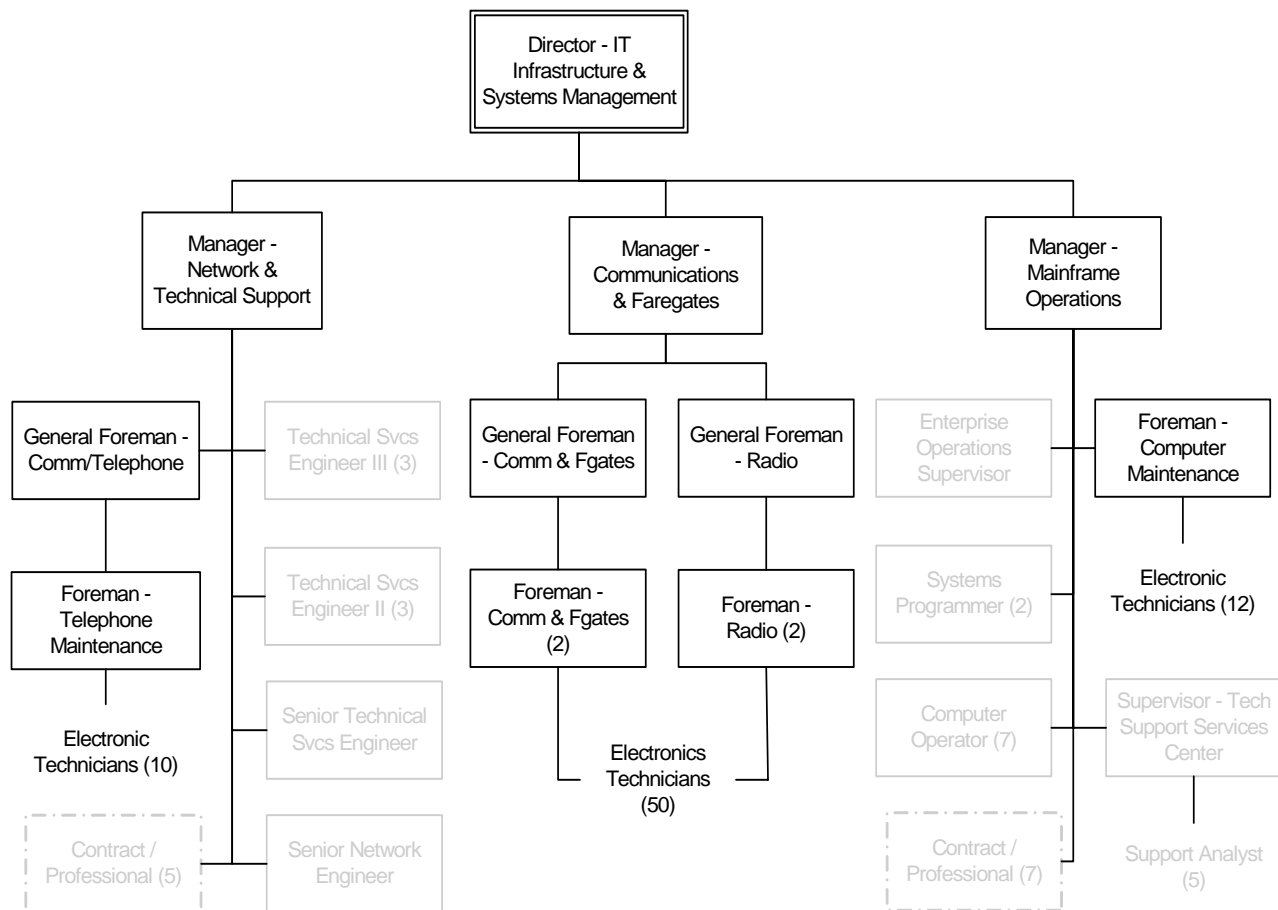 Director - IT
Infrastructure &
Systems Management
Manager -
Network &
Technical Support
Manager -
Communications
& Faregates
Manager -
Mainframe
Operations
General Foreman -
Comm/Telephone
Technical Svcs
Engineer III (3)
General Foreman
- Comm & Fgates
General Foreman
- Radio
Enterprise
Operations
Supervisor
Foreman -
Computer
Maintenance
Foreman -
Telephone
Maintenance
Technical Svcs
Engineer II (3)
Foreman -
Comm & Fgates
(2)
Foreman -
Radio (2)
Systems
Programmer (2)
Electronic
Technicians (12)
Electronic
Technicians (10)
Senior Technical
Svcs Engineer
Electronics
Technicians
(50)
Computer
Operator (7)
Supervisor - Tech
Support Services
Center
Contract /
Professional (5)
Senior Network
Engineer
Contract /
Professional (7)
Support Analyst
(5)